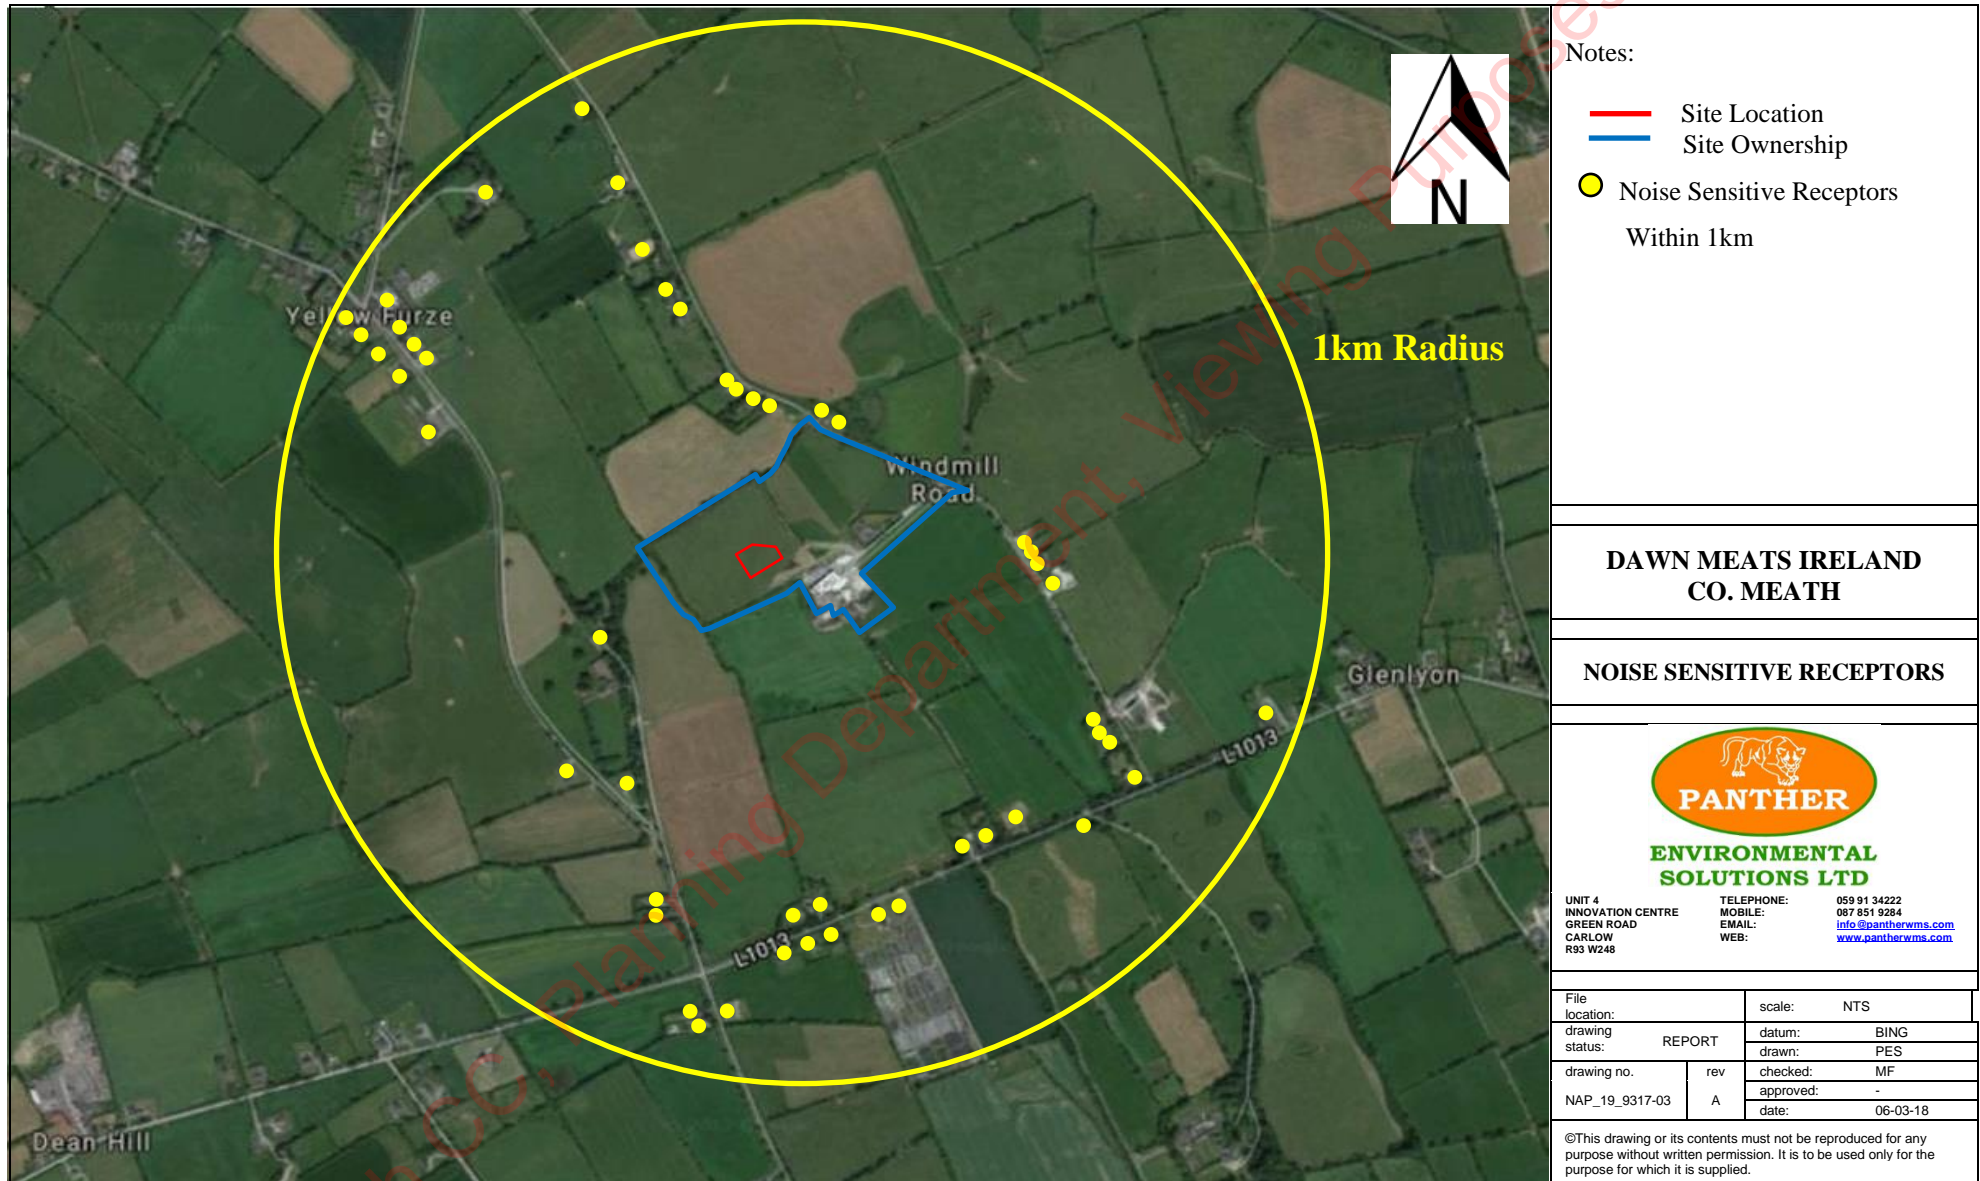 Yellow Furze
Windmill
Road
1km Radius
Glenlyon
L1013
L1013
Dean Hill
N
CC, Planning Department, Viewing Purposes
Notes:
Site Location
Site Ownership
Noise Sensitive Receptors
Within 1km
DAWN MEATS IRELAND
CO. MEATH
NOISE SENSITIVE RECEPTORS
PANTHER
ENVIRONMENTAL
SOLUTIONS LTD
UNIT 4
INNOVATION CENTRE
GREEN ROAD
CARLOW
R93 W248
TELEPHONE: 059 91 34222
MOBILE: 087 851 9284
EMAIL: info@pantherwms.com
WEB: www.pantherwms.com
File
location:
scale: NTS
drawing
status: REPORT
datum: BING
drawn: PES
drawing no. rev
NAP_19_9317-03 A
checked: MF
approved: -
date: 06-03-18
©This drawing or its contents must not be reproduced for any
purpose without written permission. It is to be used only for the
purpose for which it is supplied.